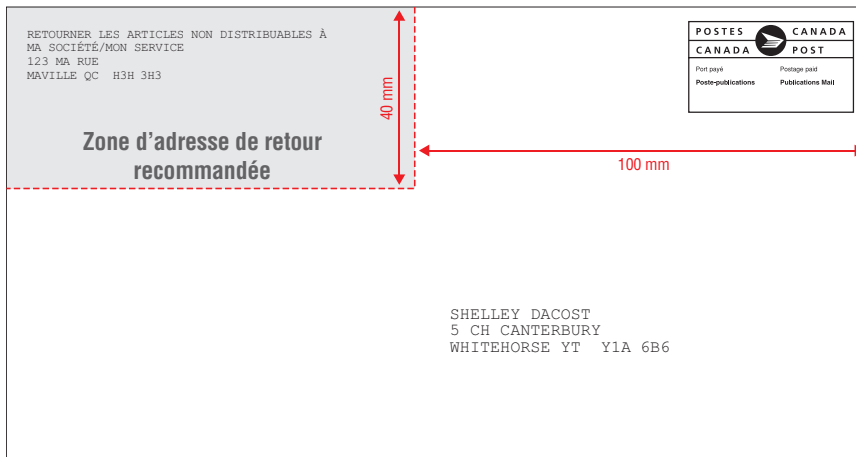 RETOURNER LES ARTICLES NON DISTRIBUABLES À
MA SOCIÉTÉ/MON SERVICE
123 MA RUE
MAVILLE QC  H3H 3H3
Zone d’adresse de retour
recommandée
40 mm
100 mm
POSTES CANADA
CANADA POST
Port payé Postage paid
Poste-publications Publications Mail
SHELLEY DACOST
5 CH CANTERBURY
WHITEHORSE YT  Y1A 6B6